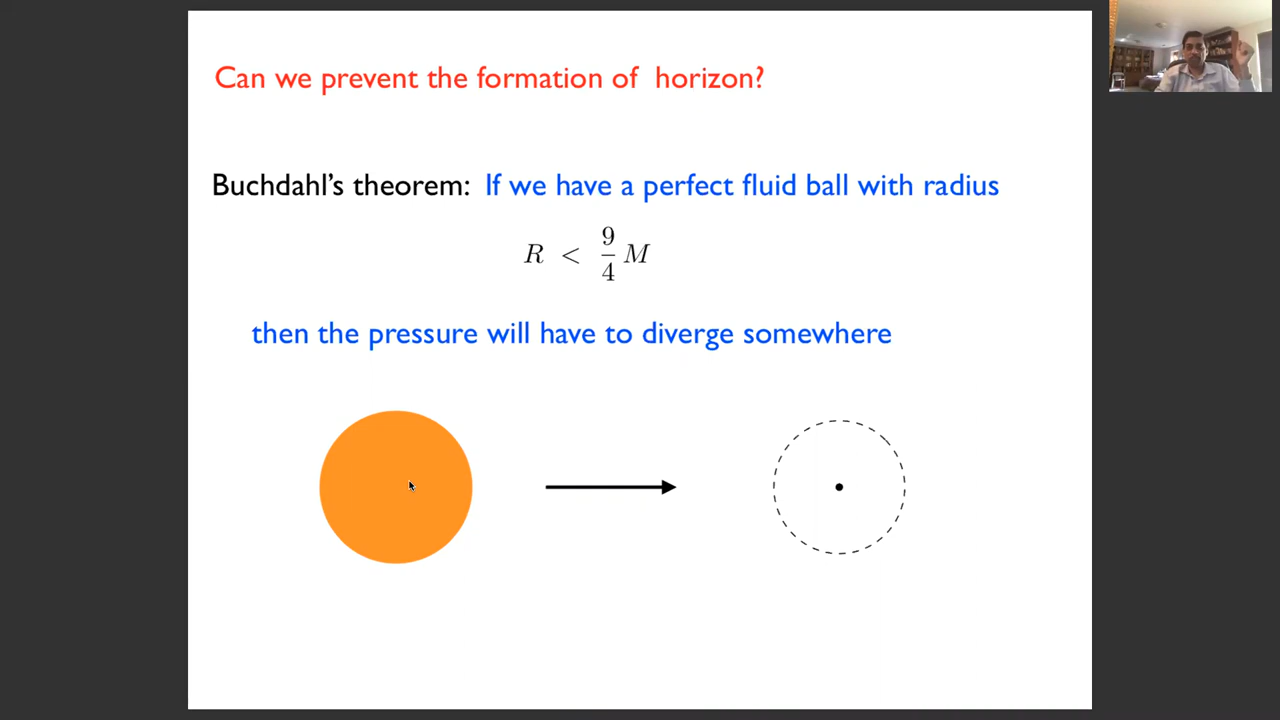 Can we prevent the formation of horizon?
Buchdahl's theorem: If we have a perfect fluid ball with radius
R < 9/4 M
then the pressure will have to diverge somewhere